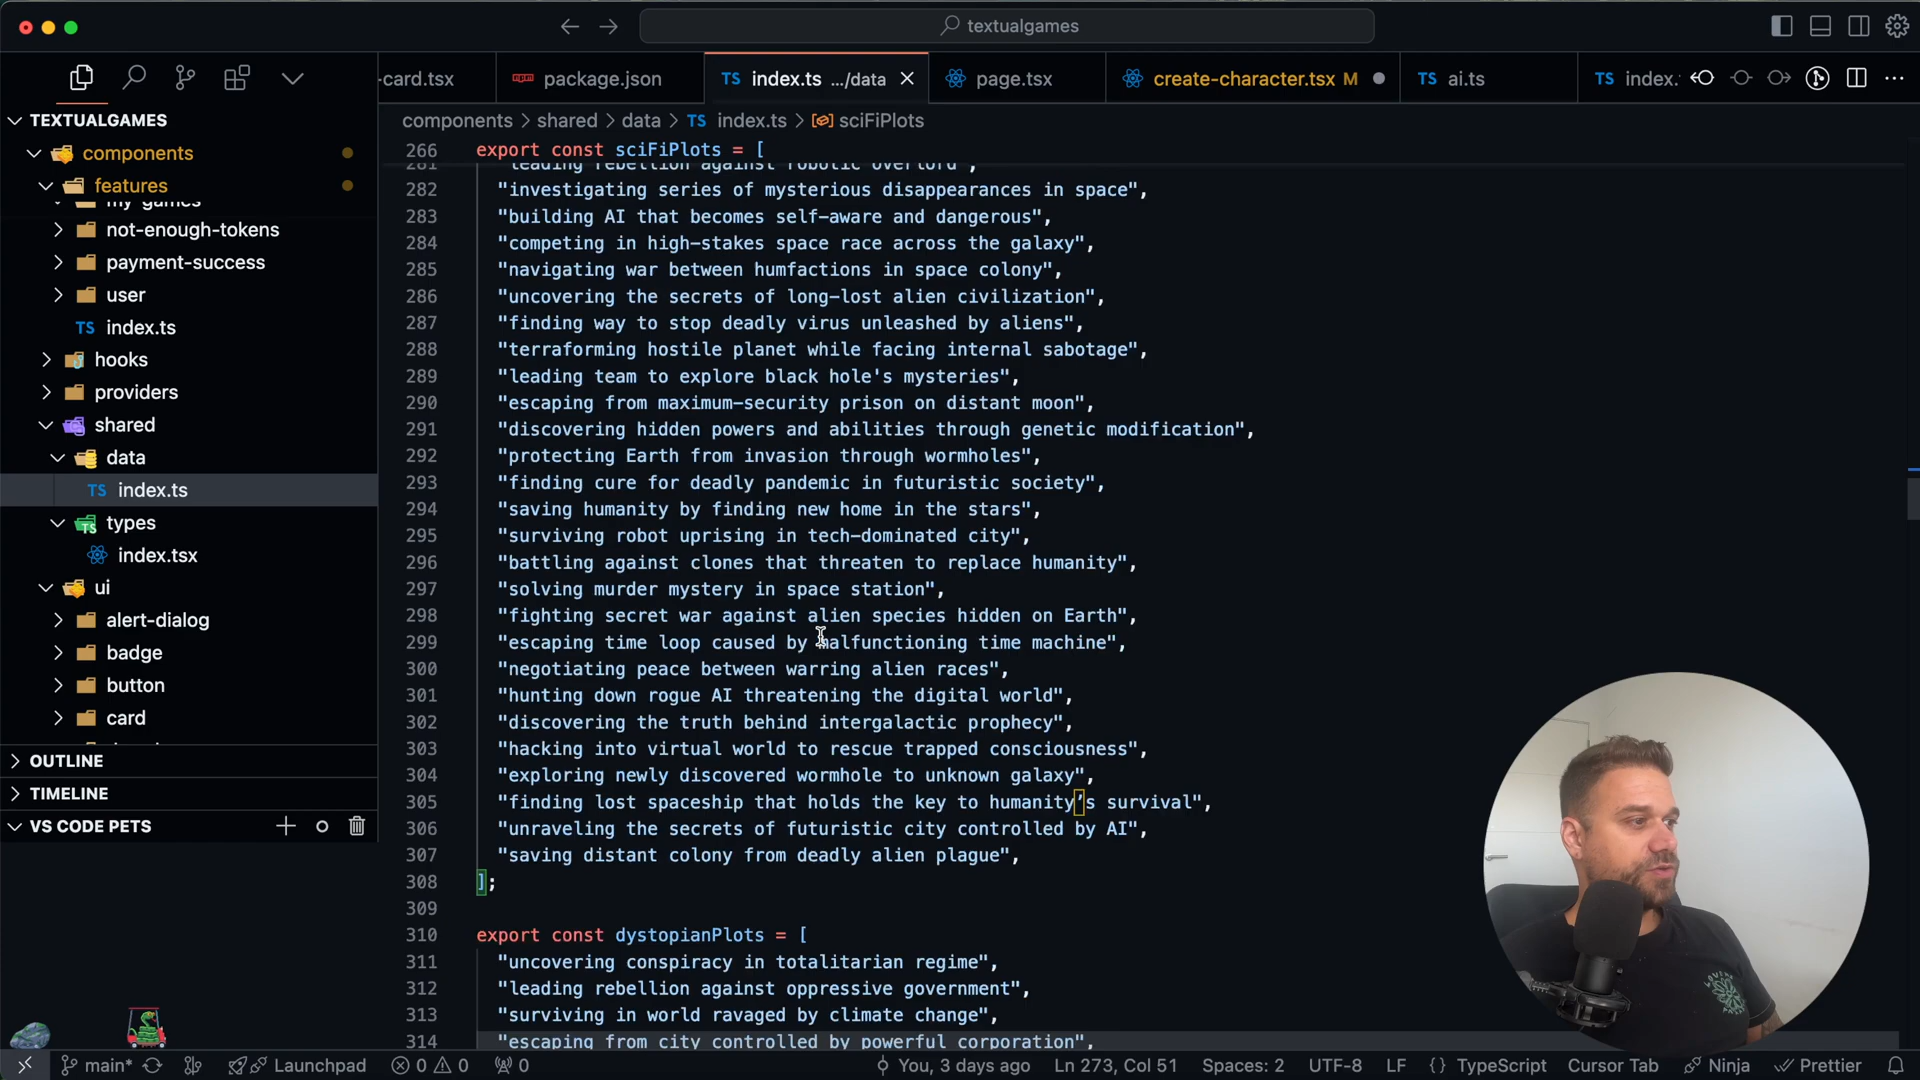 textualgames
-card.tsx
package.json
TS index.ts .../data
page.tsx
create-character.tsx M
TS ai.ts
TS index.
TEXTUALGAMES
components
features
my-games
not-enough-tokens
payment-success
user
TS index.ts
hooks
providers
shared
data
TS index.ts
types
index.tsx
ui
alert-dialog
badge
button
card
OUTLINE
TIMELINE
VS CODE PETS
components > shared > data > TS index.ts > sciFiPlots
266 export const sciFiPlots = [
281 "leading rebellion against robotic overlord",
282 "investigating series of mysterious disappearances in space",
283 "building AI that becomes self-aware and dangerous",
284 "competing in high-stakes space race across the galaxy",
285 "navigating war between humfactions in space colony",
286 "uncovering the secrets of long-lost alien civilization",
287 "finding way to stop deadly virus unleashed by aliens",
288 "terraforming hostile planet while facing internal sabotage",
289 "leading team to explore black hole's mysteries",
290 "escaping from maximum-security prison on distant moon",
291 "discovering hidden powers and abilities through genetic modification",
292 "protecting Earth from invasion through wormholes",
293 "finding cure for deadly pandemic in futuristic society",
294 "saving humanity by finding new home in the stars",
295 "surviving robot uprising in tech-dominated city",
296 "battling against clones that threaten to replace humanity",
297 "solving murder mystery in space station",
298 "fighting secret war against alien species hidden on Earth",
299 "escaping time loop caused by malfunctioning time machine",
300 "negotiating peace between warring alien races",
301 "hunting down rogue AI threatening the digital world",
302 "discovering the truth behind intergalactic prophecy",
303 "hacking into virtual world to rescue trapped consciousness",
304 "exploring newly discovered wormhole to unknown galaxy",
305 "finding lost spaceship that holds the key to humanity’s survival",
306 "unraveling the secrets of futuristic city controlled by AI",
307 "saving distant colony from deadly alien plague",
308 ];
309
310 export const dystopianPlots = [
311 "uncovering conspiracy in totalitarian regime",
312 "leading rebellion against oppressive government",
313 "surviving in world ravaged by climate change",
314 "escaping from city controlled by powerful corporation",
main* Launchpad 0 0 0 You, 3 days ago Ln 273, Col 51 Spaces: 2 UTF-8 LF {} TypeScript Cursor Tab Ninja Prettier